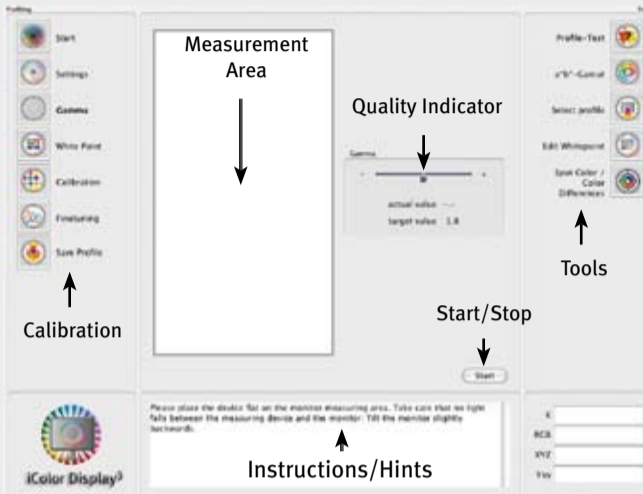 Profiling
Start
Settings
Gamma
White Point
Calibration
Finetuning
Save Profile
Calibration
Measurement
Area
Quality Indicator
Gamma
- +
actual value --.--
target value 1.8
Start/Stop
Start
Profile-Test
a*b*-Gamut
Select profile
Edit Whitepoint
Spot Color /
Color
Differences
Tools
iColor Display3
Please place the device flat on the monitor measuring area. Take care that no light
falls between the measuring device and the monitor. Tilt the monitor slightly
backwards.
Instructions/Hints
K
RGB
XYZ
Yxy